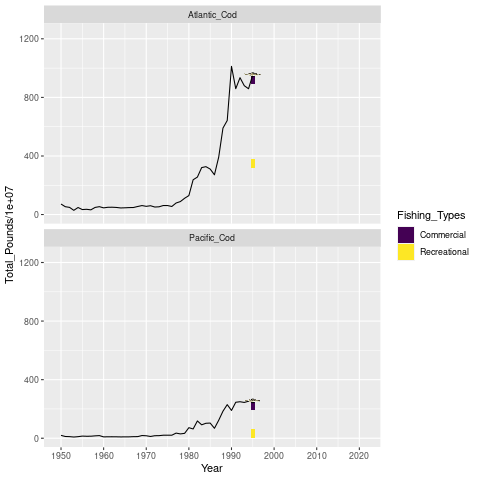 Atlantic_Cod
1200
800
400
0
Pacific_Cod
1200
800
400
0
1950 1960 1970 1980 1990 2000 2010 2020
Year
Total_Pounds/1e+07
Fishing_Types
Commercial
Recreational